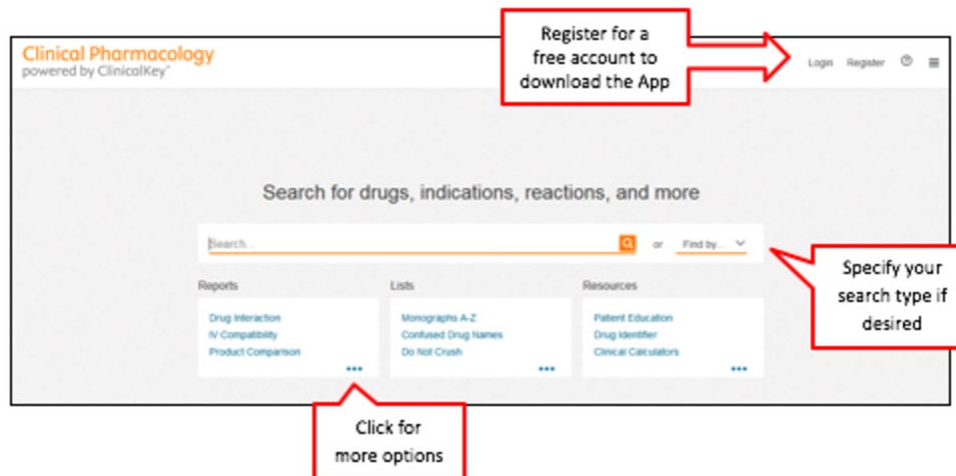 Register for a
free account to
download the App
Clinical Pharmacology
powered by ClinicalKey®
Login Register
Search for drugs, indications, reactions, and more
Search... or Find by...
Specify your
search type if
desired
Reports Lists Resources
Drug Interaction Monographs A-Z Patient Education
IV Compatibility Confused Drug Names Drug Identifier
Product Comparison Do Not Crush Clinical Calculators
Click for
more options